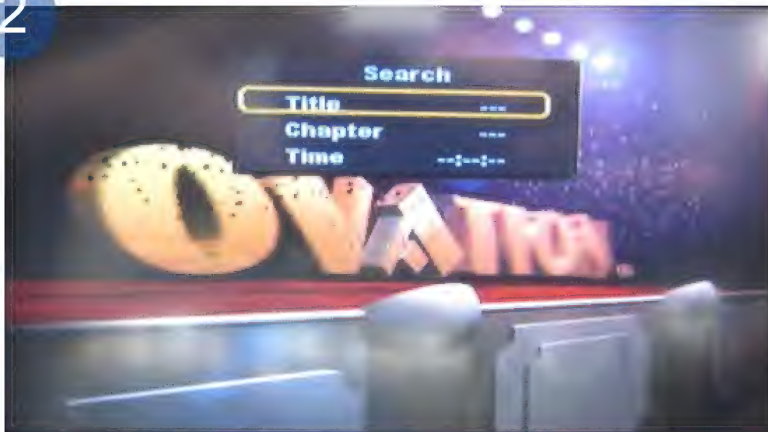 2
Search
Title ---
Chapter ---
Time --:--:--
OVATION